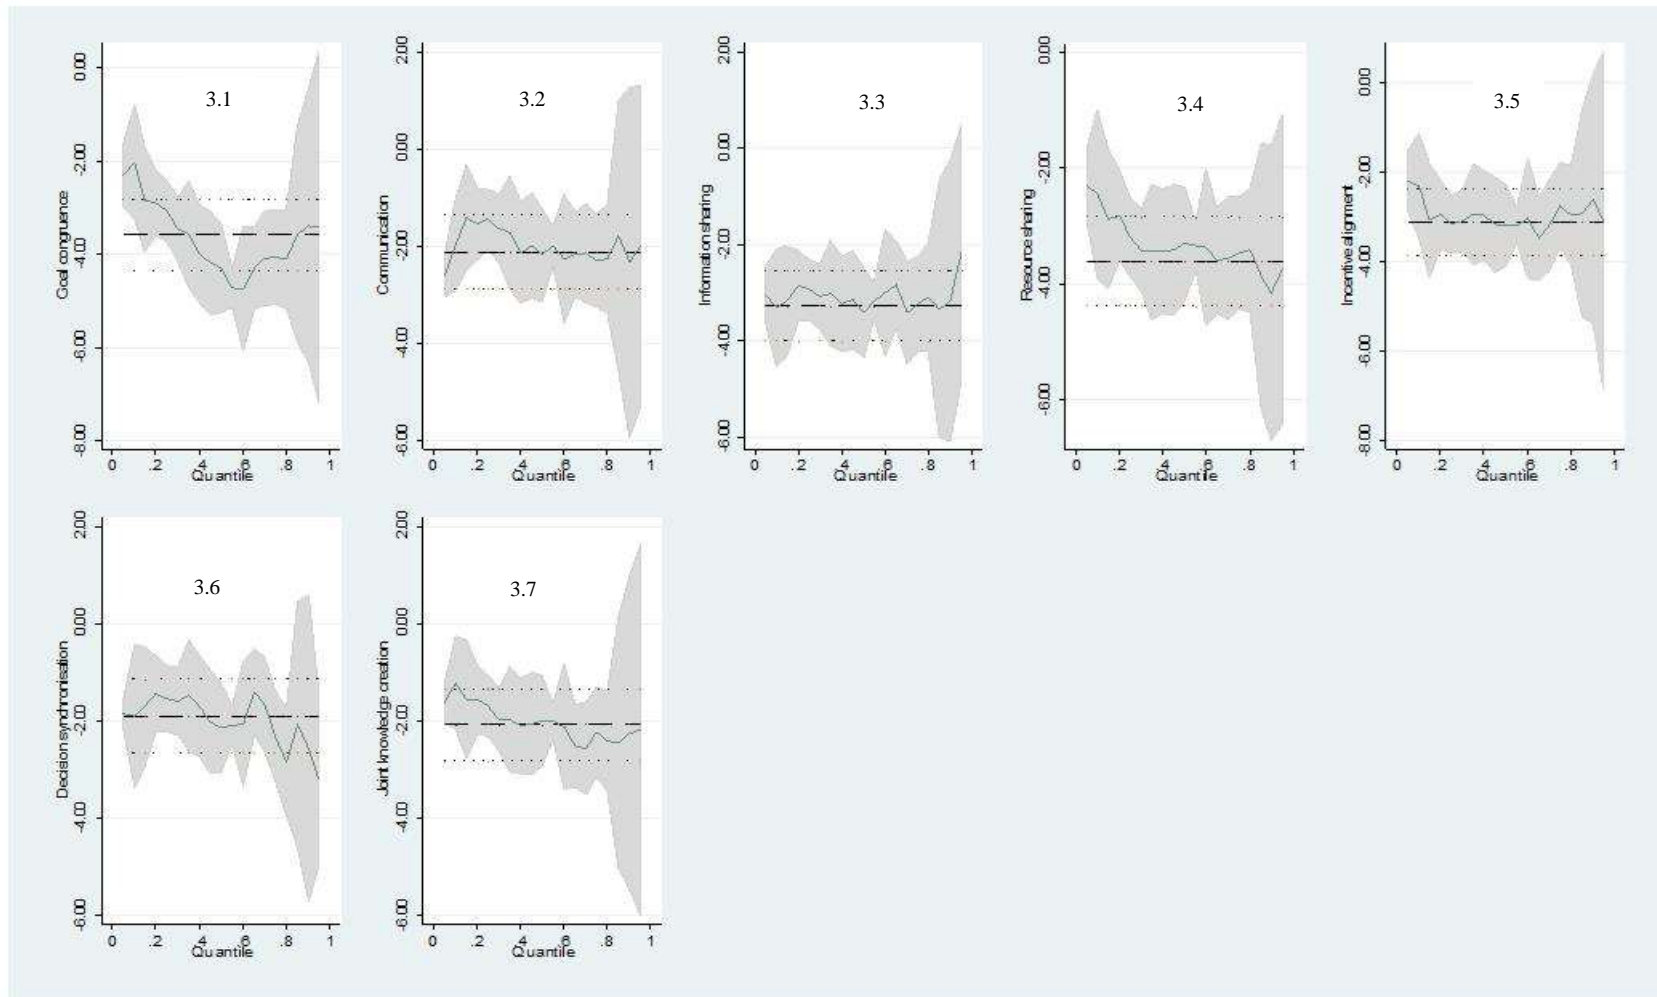 3.1
Goal congruence
0.00
-2.00
-4.00
-6.00
-8.00
0 .2 .4 .6 .8 1
Quantile
3.2
Communication
2.00
0.00
-2.00
-4.00
-6.00
0 .2 .4 .6 .8 1
Quantile
3.3
Information sharing
2.00
0.00
-2.00
-4.00
-6.00
0 .2 .4 .6 .8 1
Quantile
3.4
Resource sharing
0.00
-2.00
-4.00
-6.00
0 .2 .4 .6 .8 1
Quantile
3.5
Incentive alignment
0.00
-2.00
-4.00
-6.00
-8.00
0 .2 .4 .6 .8 1
Quantile
3.6
Decision synchronisation
2.00
0.00
-2.00
-4.00
-6.00
0 .2 .4 .6 .8 1
Quantile
3.7
Joint knowledge creation
2.00
0.00
-2.00
-4.00
-6.00
0 .2 .4 .6 .8 1
Quantile